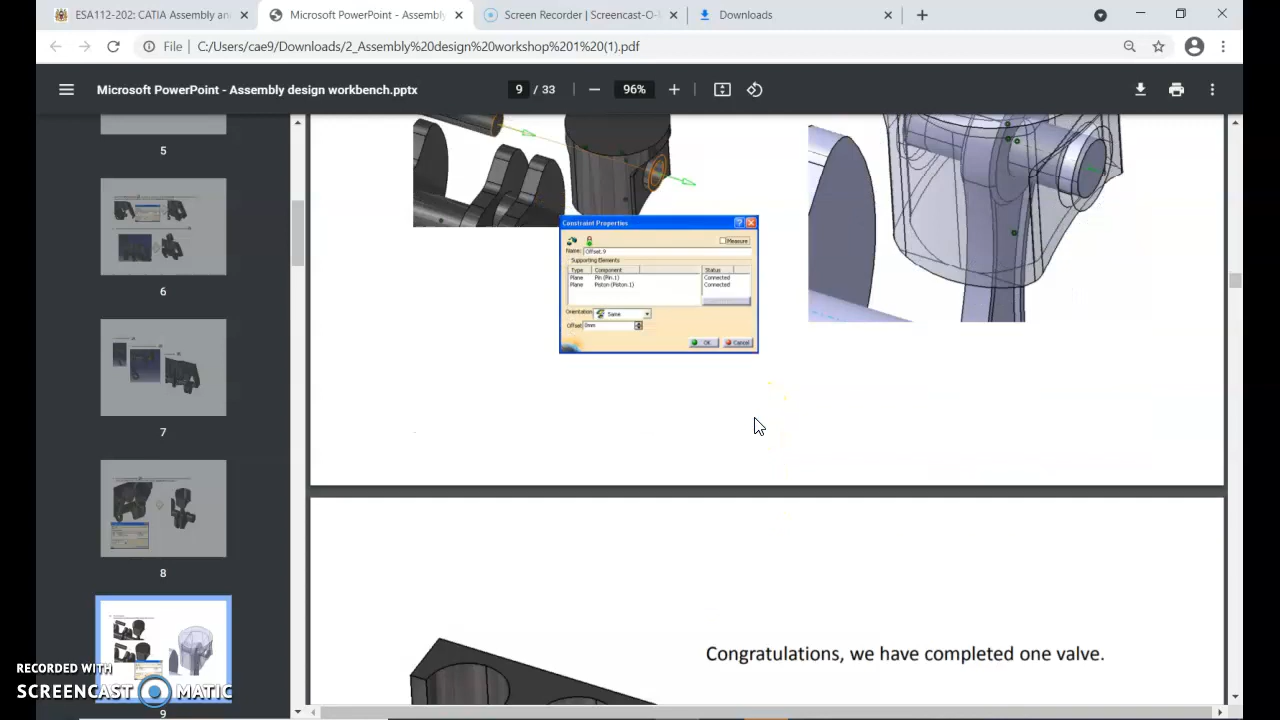 ESA112-202: CATIA Assembly an
Microsoft PowerPoint - Assembly
Screen Recorder | Screencast-O-
Downloads
File
C:/Users/cae9/Downloads/2_Assembly%20design%20workshop%201%20(1).pdf
Microsoft PowerPoint - Assembly design workbench.pptx
9 / 33
96%
5
6
7
8
9
Constraint Properties
Measure
Name: Offset.9
Supporting Elements
Type Component Status
Plane Pin (Pin.1) Connected
Plane Piston (Piston.1) Connected
Orientation Same
Offset 0mm
OK Cancel
Congratulations, we have completed one valve.
RECORDED WITH
SCREENCAST MATIC